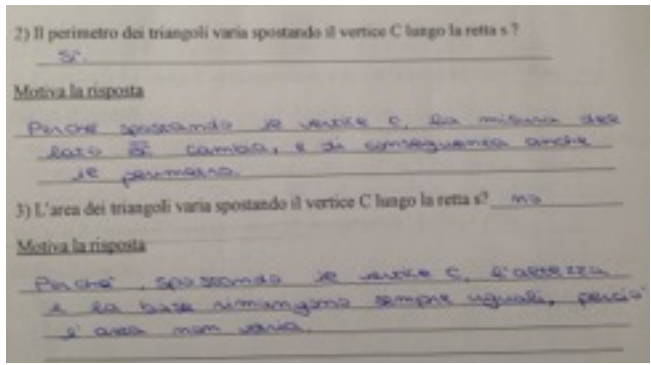 2) Il perimetro dei triangoli varia spostando il vertice C lungo la retta s ?
Sì.
Motiva la risposta
Perché spostando il vertice C, la misura del
lato cambia, e di conseguenza anche
il perimetro.
3) L'area dei triangoli varia spostando il vertice C lungo la retta s? no
Motiva la risposta
Perché, spostando il vertice C, l'altezza
e la base rimangono sempre uguali, perciò
l'area non varia.